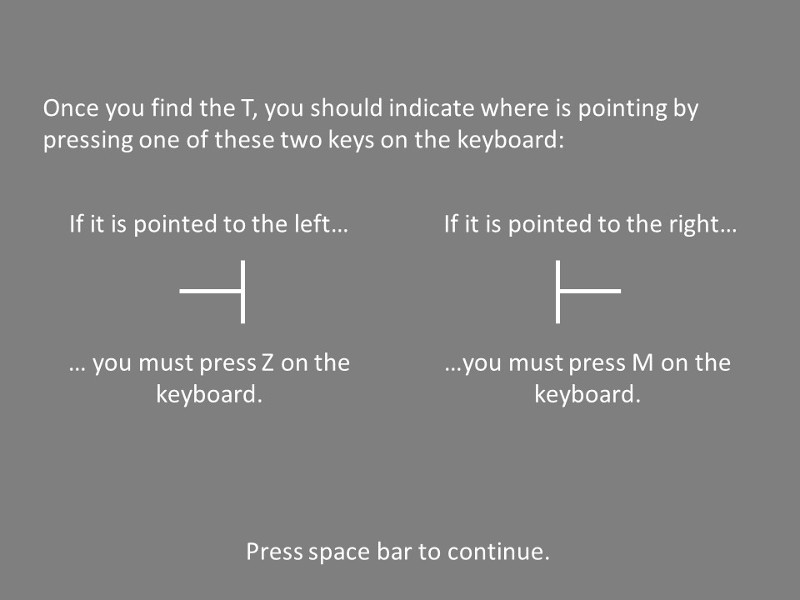 Once you find the T, you should indicate where is pointing by
pressing one of these two keys on the keyboard:
If it is pointed to the left…
… you must press Z on the
keyboard.
If it is pointed to the right…
…you must press M on the
keyboard.
Press space bar to continue.